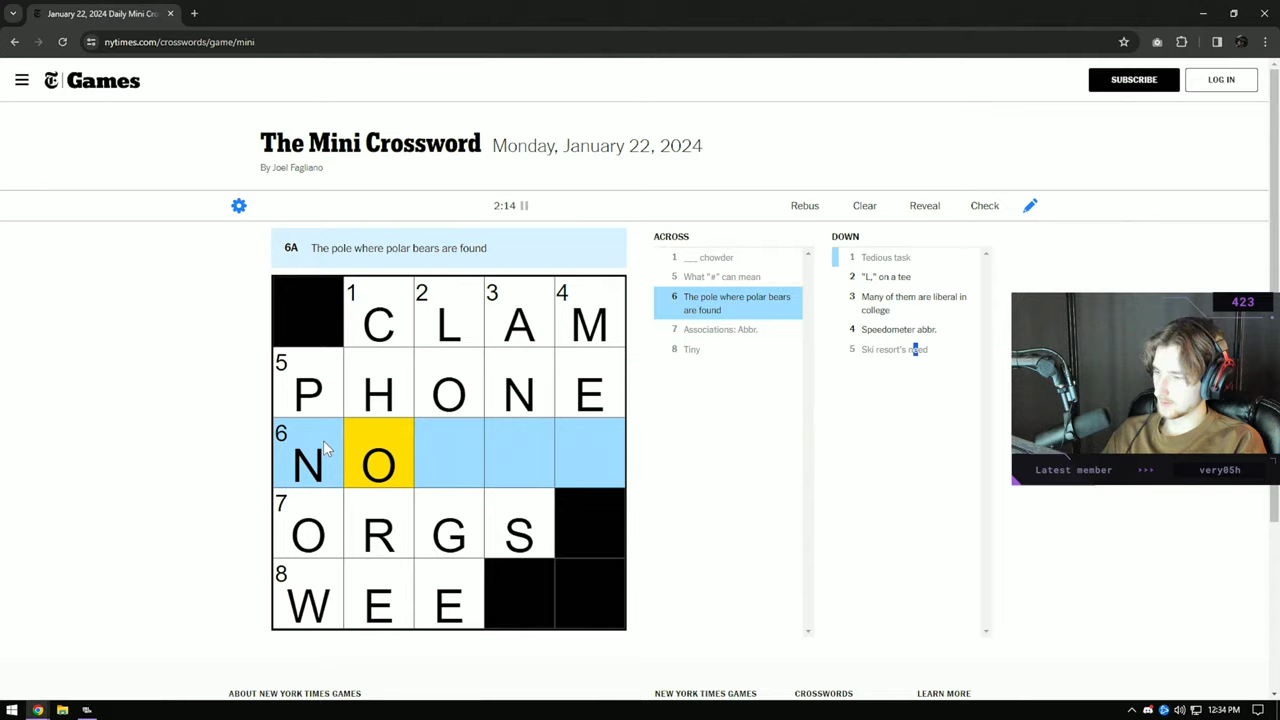 January 22, 2024 Daily Mini Cro
nytimes.com/crosswords/game/mini
Games
SUBSCRIBE
LOG IN
The Mini Crossword Monday, January 22, 2024
By Joel Fagliano
2:14
Rebus Clear Reveal Check
6A The pole where polar bears are found
1 C 2 L 3 A 4 M
5 P H O N E
6 N O
7 O R G S
8 W E E
ACROSS
1 ___ chowder
5 What "#" can mean
6 The pole where polar bears
are found
7 Associations: Abbr.
8 Tiny
DOWN
1 Tedious task
2 "L," on a tee
3 Many of them are liberal in
college
4 Speedometer abbr.
5 Ski resort's need
423
Latest member >>> very05h
ABOUT NEW YORK TIMES GAMES
NEW YORK TIMES GAMES
CROSSWORDS
LEARN MORE
12:34 PM